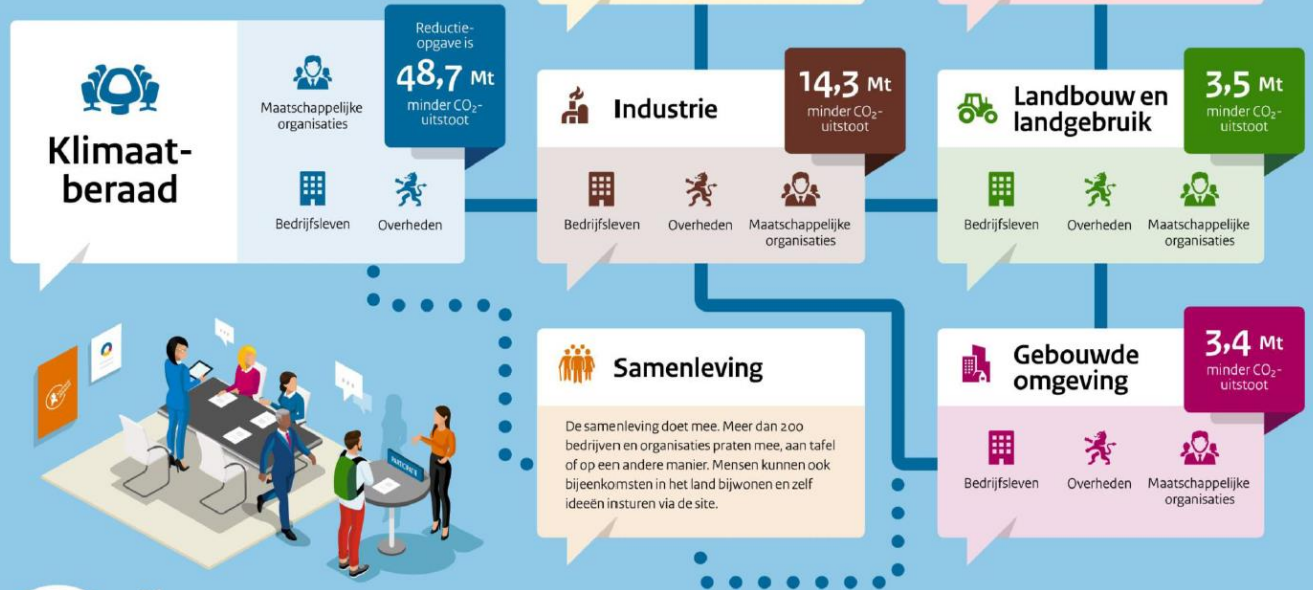 Klimaat-
beraad
Maatschappelijke
organisaties
Bedrijfsleven
Overheden
Reductie-
opgave is
48,7 Mt
minder CO₂-
uitstoot
Industrie
14,3 Mt
minder CO₂-
uitstoot
Bedrijfsleven
Overheden
Maatschappelijke
organisaties
Landbouw en
landgebruik
3,5 Mt
minder CO₂-
uitstoot
Bedrijfsleven
Overheden
Maatschappelijke
organisaties
Samenleving
De samenleving doet mee. Meer dan 200
bedrijven en organisaties praten mee, aan tafel
of op een andere manier. Mensen kunnen ook
bijeenkomsten in het land bijwonen en zelf
ideeën insturen via de site.
Gebouwde
omgeving
3,4 Mt
minder CO₂-
uitstoot
Bedrijfsleven
Overheden
Maatschappelijke
organisaties
PARTICIPATIE